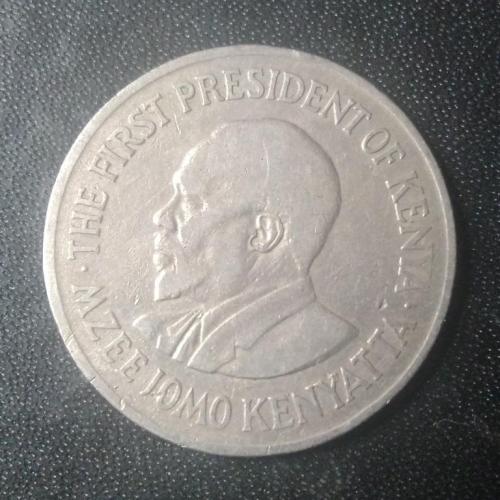 · THE FIRST PRESIDENT OF KENYA ·
MZEE JOMO KENYATTA